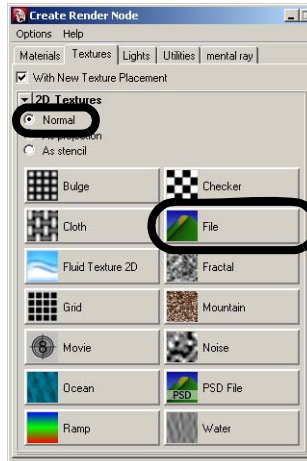 Create Render Node
Options Help
Materials Textures Lights Utilities mental ray
With New Texture Placement
2D Textures
Normal
As projection
As stencil
Bulge Checker
Cloth File
Fluid Texture 2D Fractal
Grid Mountain
8 Movie Noise
Ocean PSD PSD File
Ramp Water